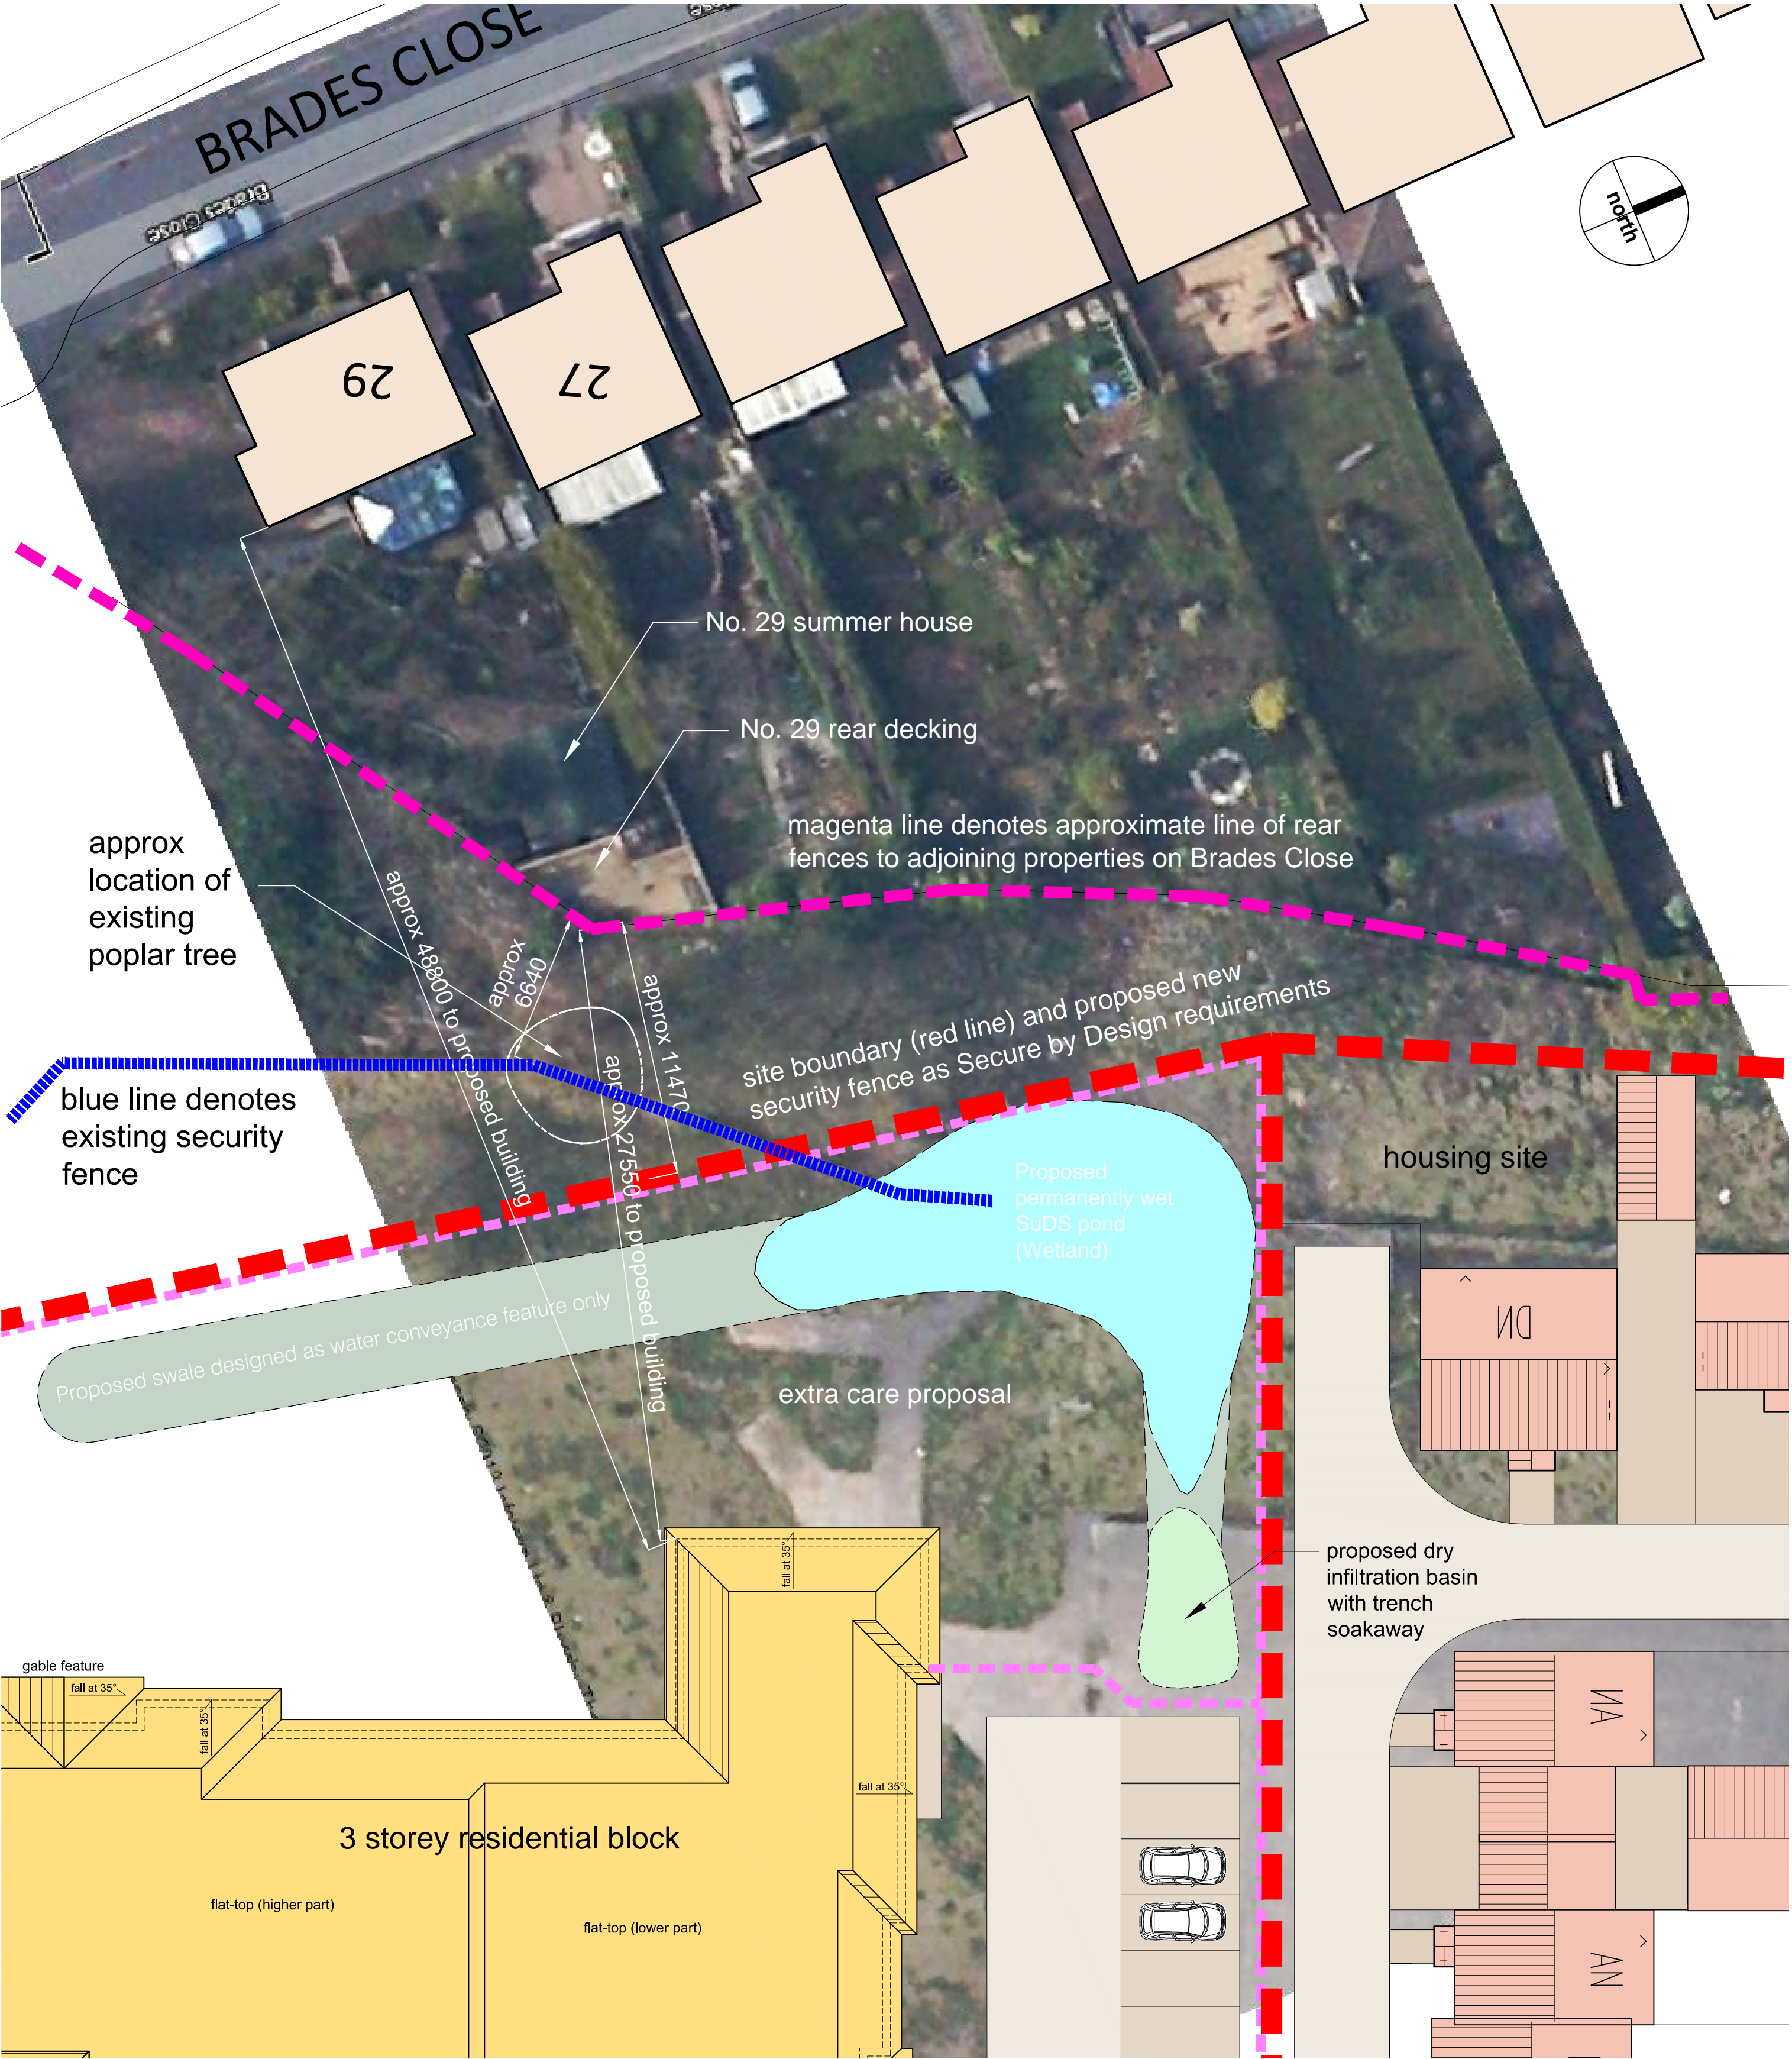 BRADES CLOSE
Brades Close
north
29
27
No. 29 summer house
No. 29 rear decking
magenta line denotes approximate line of rear
fences to adjoining properties on Brades Close
approx
location of
existing
poplar tree
approx 48800 to proposed building
approx
6640
approx 11470
approx 27550 to proposed building
site boundary (red line) and proposed new
security fence as Secure by Design requirements
blue line denotes
existing security
fence
Proposed
permanently wet
SuDS pond
(Wetland)
housing site
Proposed swale designed as water conveyance feature only
extra care proposal
DN
proposed dry
infiltration basin
with trench
soakaway
fall at 35°
gable feature
fall at 35°
fall at 35°
fall at 35°
3 storey residential block
flat-top (higher part)
flat-top (lower part)
NA
AN